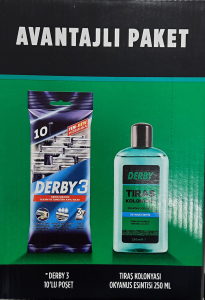 AVANTAJLI PAKET
10
DERBY 3
DERBY
TIRAŞ
KOLONYASI
*DERBY 3
10'LU POŞET
TIRAŞ KOLONYASI
OKYANUS ESİNTİSİ 250 ML